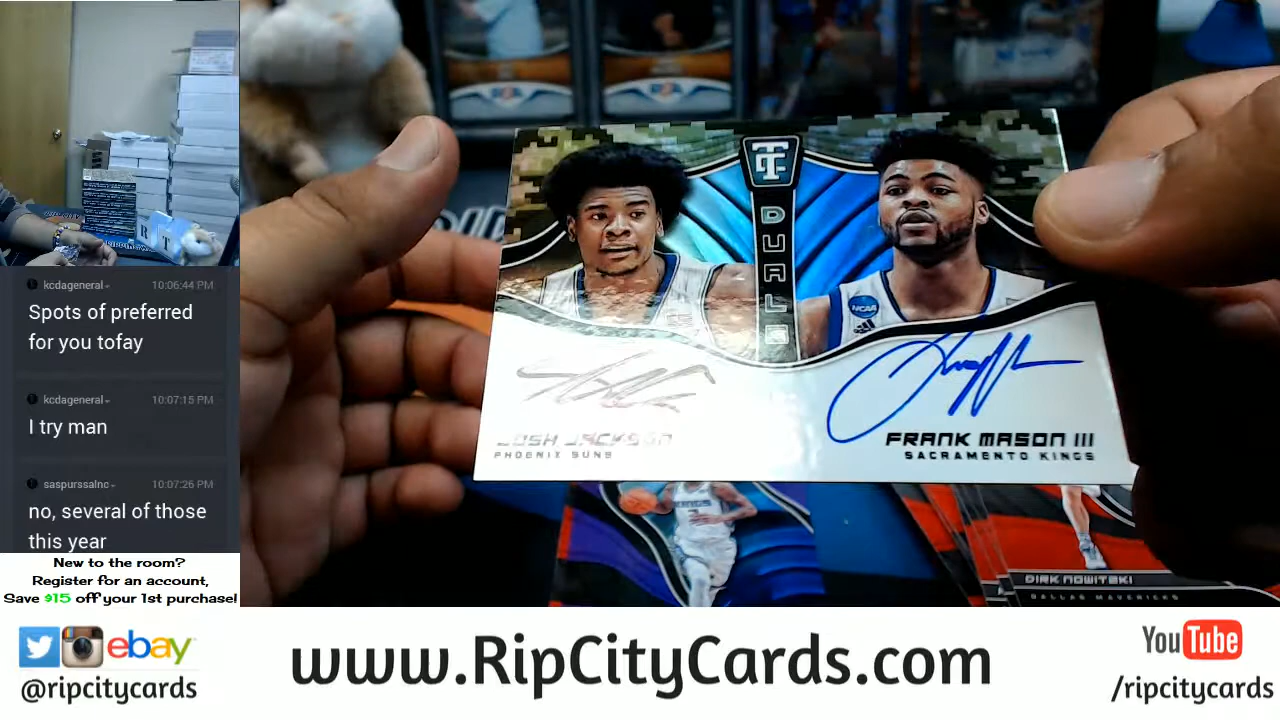 kcdageneral 10:06:44 PM
Spots of preferred
for you tofay
kcdageneral 10:07:15 PM
I try man
saspurssalnc 10:07:26 PM
no, several of those
this year
New to the room?
Register for an account,
Save $15 off your 1st purchase!
R T
DUALS
NCAA
JOSH JACKSON
PHOENIX SUNS
FRANK MASON III
SACRAMENTO KINGS
KINGS
DIRK NOWITZKI
DALLAS MAVERICKS
ebay
@ripcitycards
www.RipCityCards.com
YouTube
/ripcitycards